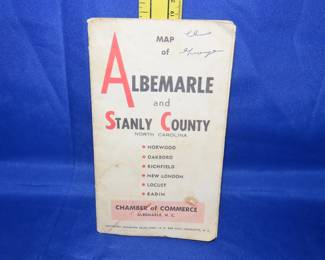 MAP
of
ALBEMARLE
and
STANLY COUNTY
NORTH CAROLINA
NORWOOD
OAKBORO
RICHFIELD
NEW LONDON
LOCUST
BADIN
CHAMBER of COMMERCE
ALBEMARLE, N. C.